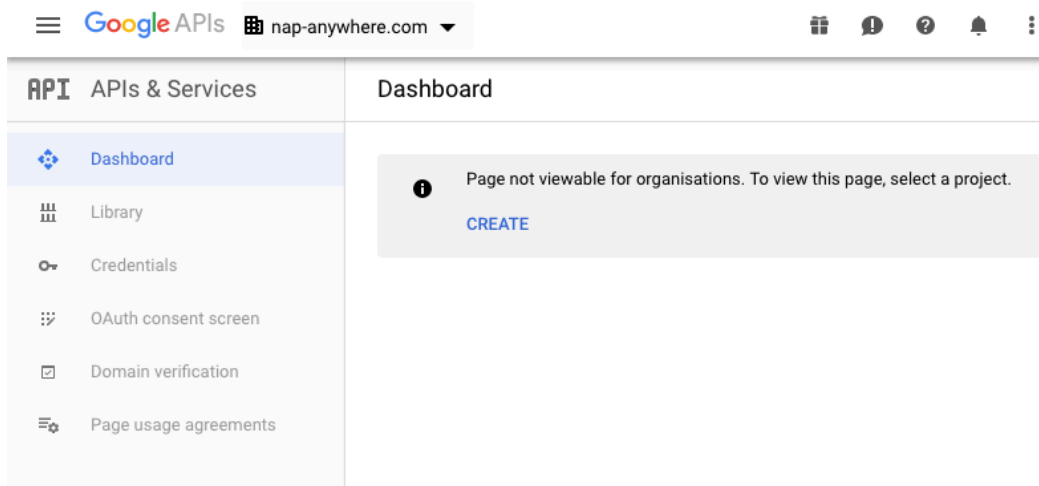 Google APIs nap-anywhere.com
API APIs & Services
Dashboard
Dashboard
Library
Credentials
OAuth consent screen
Domain verification
Page usage agreements
Page not viewable for organisations. To view this page, select a project.
CREATE